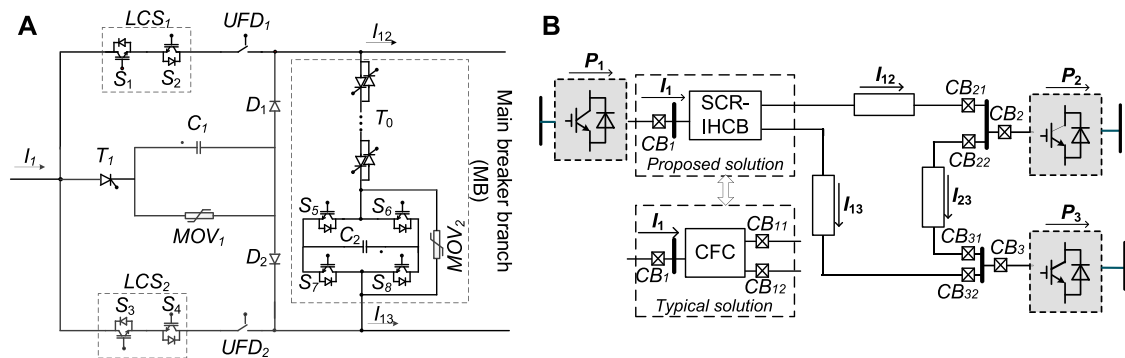 A
LCS1
UFD1
I12
S1
S2
D1
T0
C1
I1
T1
MOV1
S5
S6
C2
MOV2
S7
S8
D2
LCS2
S3
S4
UFD2
I13
Main breaker branch
(MB)
B
P1
I1
SCR-
IHCB
CB1
Proposed solution
I12
CB21
P2
CB2
CB22
I13
I23
I1
CB11
CFC
CB1
CB12
Typical solution
P3
CB31
CB3
CB32